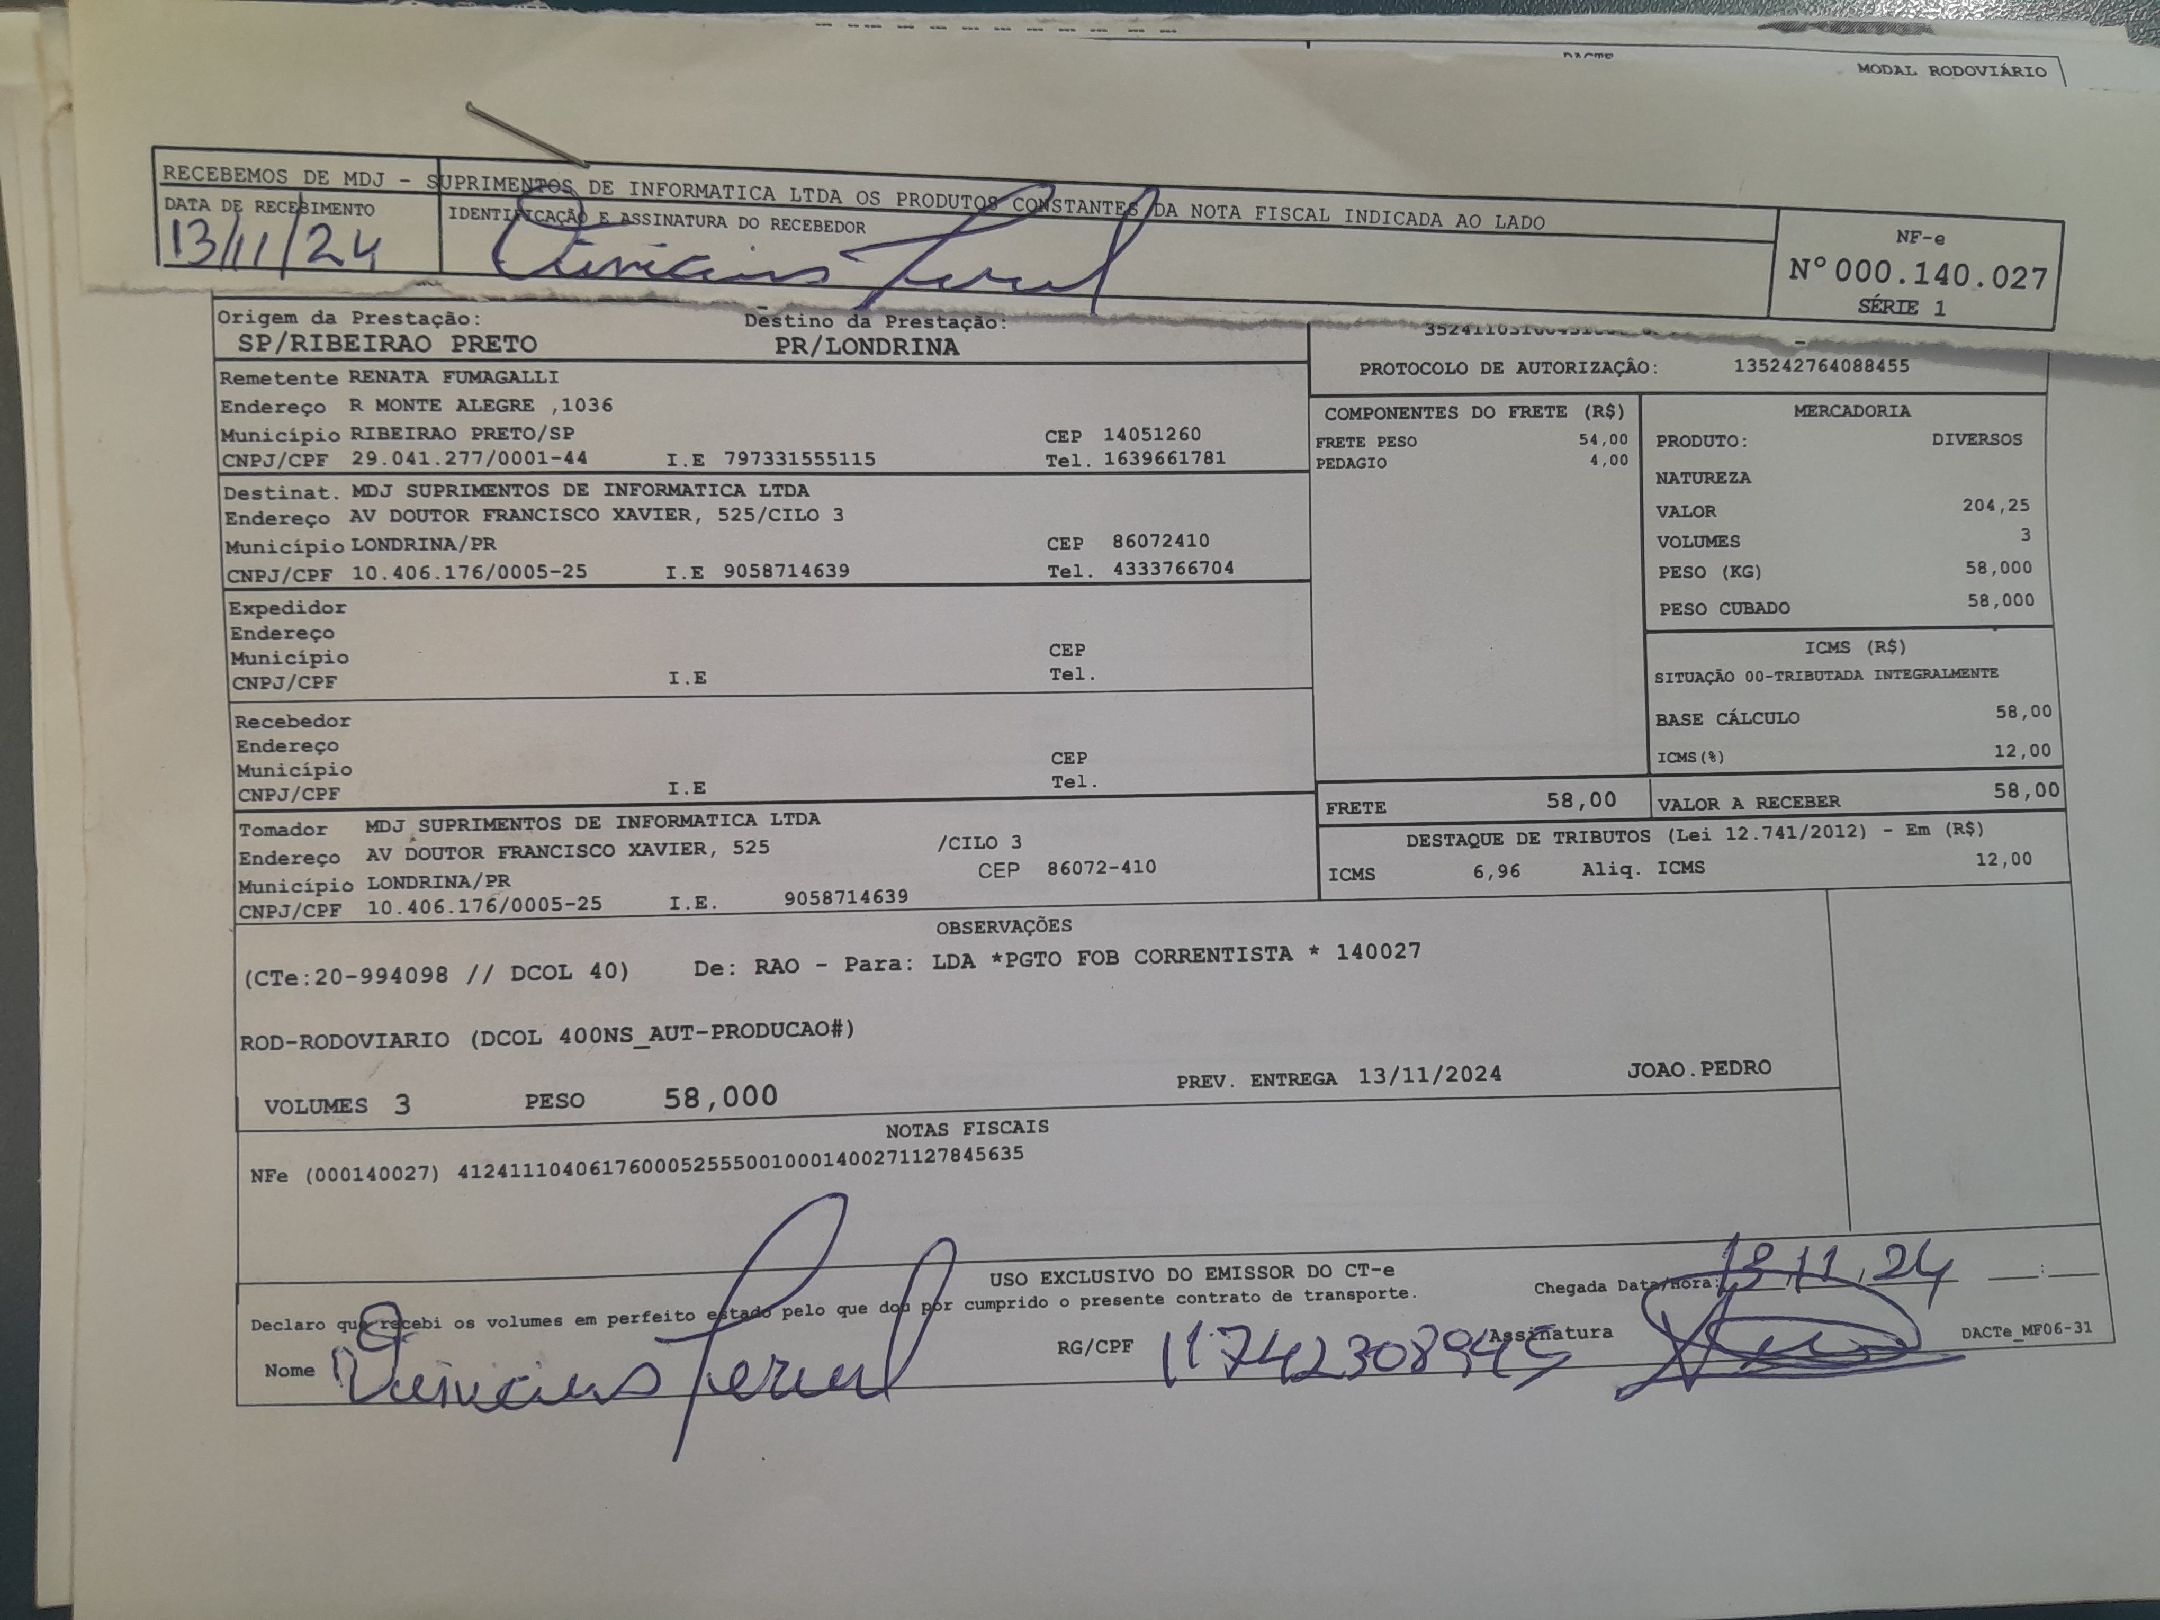 MODAL RODOVIÁRIO
RECEBEMOS DE MDJ - SUPRIMENTOS DE INFORMATICA LTDA OS PRODUTOS CONSTANTES DA NOTA FISCAL INDICADA AO LADO
DATA DE RECEBIMENTO
13/11/24
IDENTIFICAÇÃO E ASSINATURA DO RECEBEDOR
NF-e
Nº 000.140.027
SÉRIE 1
Origem da Prestação: Destino da Prestação:
SP/RIBEIRAO PRETO PR/LONDRINA
PROTOCOLO DE AUTORIZAÇÂO: 135242764088455
Remetente RENATA FUMAGALLI
Endereço R MONTE ALEGRE ,1036
Município RIBEIRAO PRETO/SP CEP 14051260
CNPJ/CPF 29.041.277/0001-44 I.E 797331555115 Tel. 1639661781
Destinat. MDJ SUPRIMENTOS DE INFORMATICA LTDA
Endereço AV DOUTOR FRANCISCO XAVIER, 525/CILO 3
Município LONDRINA/PR CEP 86072410
CNPJ/CPF 10.406.176/0005-25 I.E 9058714639 Tel. 4333766704
Expedidor
Endereço
Município CEP
CNPJ/CPF I.E Tel.
Recebedor
Endereço
Município CEP
CNPJ/CPF I.E Tel.
Tomador MDJ SUPRIMENTOS DE INFORMATICA LTDA
Endereço AV DOUTOR FRANCISCO XAVIER, 525 /CILO 3
Município LONDRINA/PR CEP 86072-410
CNPJ/CPF 10.406.176/0005-25 I.E. 9058714639
COMPONENTES DO FRETE (R$)
FRETE PESO 54,00
PEDAGIO 4,00
MERCADORIA
PRODUTO: DIVERSOS
NATUREZA
VALOR 204,25
VOLUMES 3
PESO (KG) 58,000
PESO CUBADO 58,000
ICMS (R$)
SITUAÇÃO 00-TRIBUTADA INTEGRALMENTE
BASE CÁLCULO 58,00
ICMS(%) 12,00
FRETE 58,00 VALOR A RECEBER 58,00
DESTAQUE DE TRIBUTOS (Lei 12.741/2012) - Em (R$)
ICMS 6,96 Aliq. ICMS 12,00
OBSERVAÇÕES
(CTe:20-994098 // DCOL 40) De: RAO - Para: LDA *PGTO FOB CORRENTISTA * 140027
ROD-RODOVIARIO (DCOL 400NS_AUT-PRODUCAO#)
VOLUMES 3 PESO 58,000 PREV. ENTREGA 13/11/2024 JOAO.PEDRO
NOTAS FISCAIS
NFe (000140027) 41241110406176000525550010001400271127845635
USO EXCLUSIVO DO EMISSOR DO CT-e
Declaro que recebi os volumes em perfeito estado pelo que dou por cumprido o presente contrato de transporte.
Chegada Data/Hora: 13.11.24 __:__
Nome Vinicius
RG/CPF 11742308945 Assinatura
DACTe_MF06-31